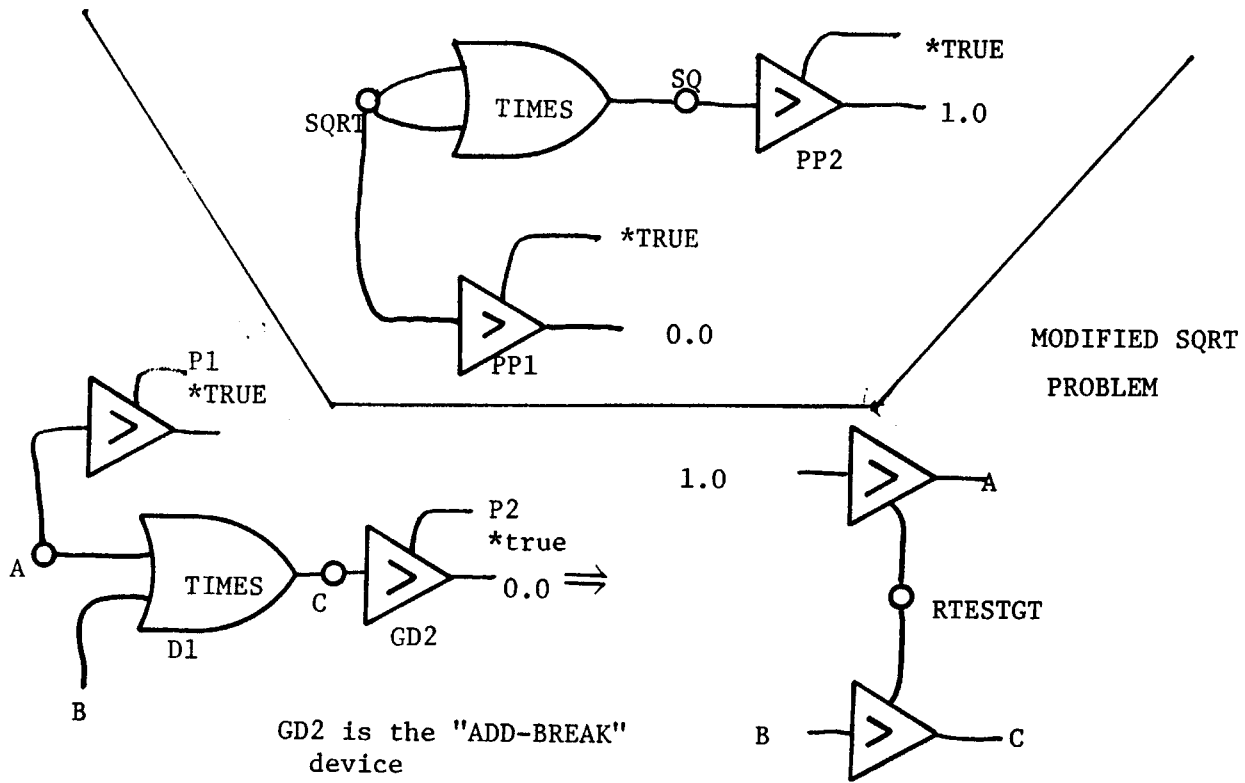 *TRUE
SQ
SQRT
TIMES
>
1.0
PP2
*TRUE
>
0.0
PP1
MODIFIED SQRT
PROBLEM
P1
*TRUE
>
1.0
>
A
P2
*true
A
TIMES
C
>
0.0 ⇒
RTESTGT
D1
GD2
B
GD2 is the "ADD-BREAK"
device
B
>
C